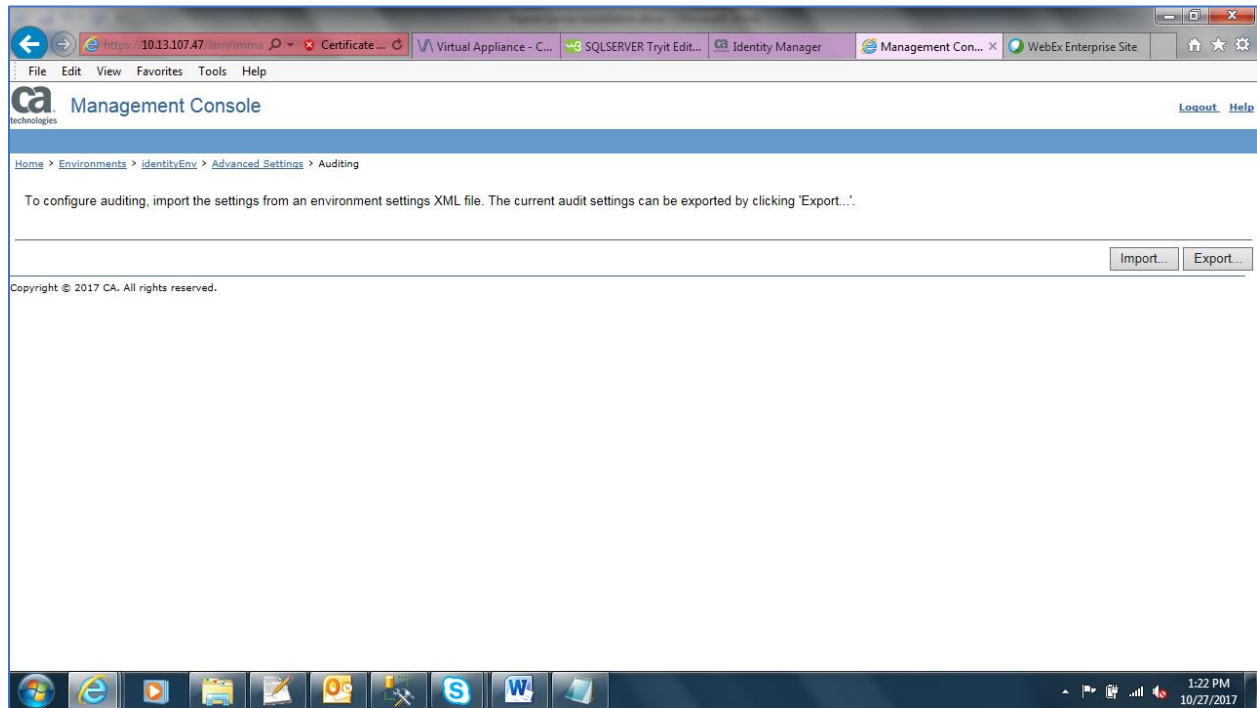 https://10.13.107.47/iam/imma
Certificate ...
Virtual Appliance - C...
SQLSERVER Tryit Edit...
Identity Manager
Management Con...
WebEx Enterprise Site
File Edit View Favorites Tools Help
ca technologies
Management Console
Logout Help
Home > Environments > identityEnv > Advanced Settings > Auditing
To configure auditing, import the settings from an environment settings XML file. The current audit settings can be exported by clicking 'Export...'.
Import... Export...
Copyright © 2017 CA. All rights reserved.
1:22 PM
10/27/2017